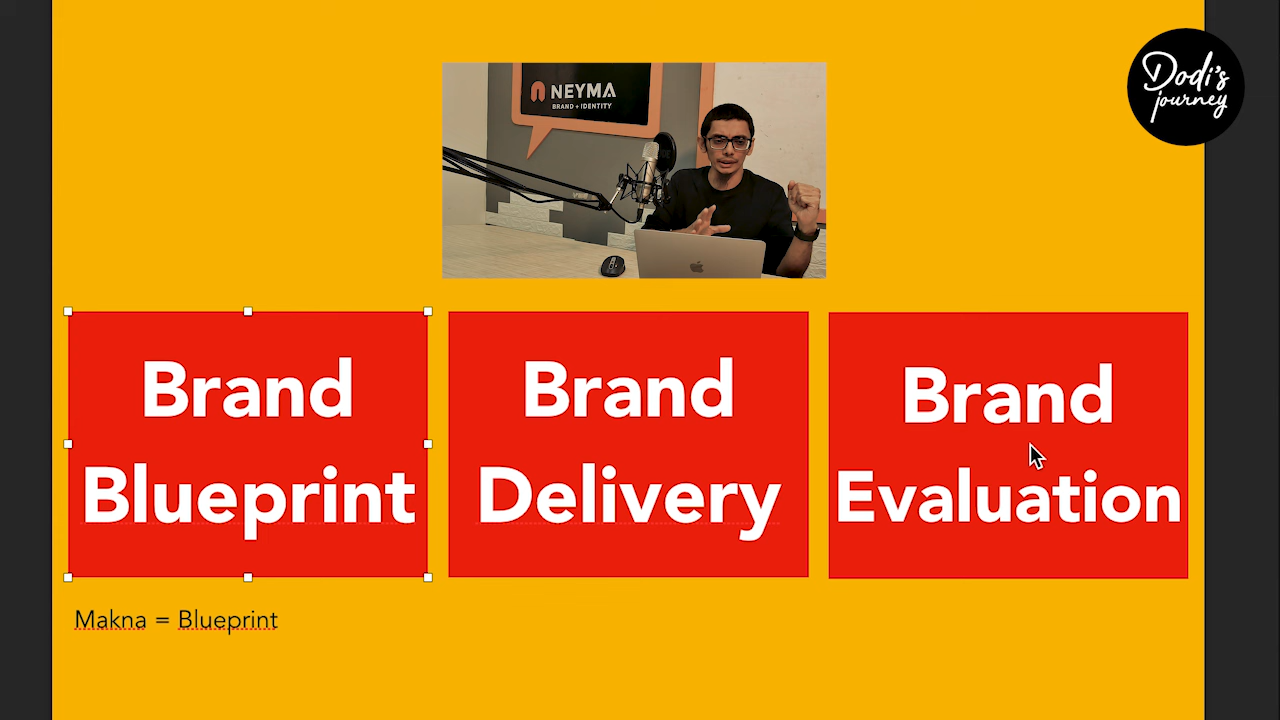 NEYMA
BRAND + IDENTITY
Dodi's
journey
Brand
Blueprint
Brand
Delivery
Brand
Evaluation
Makna = Blueprint